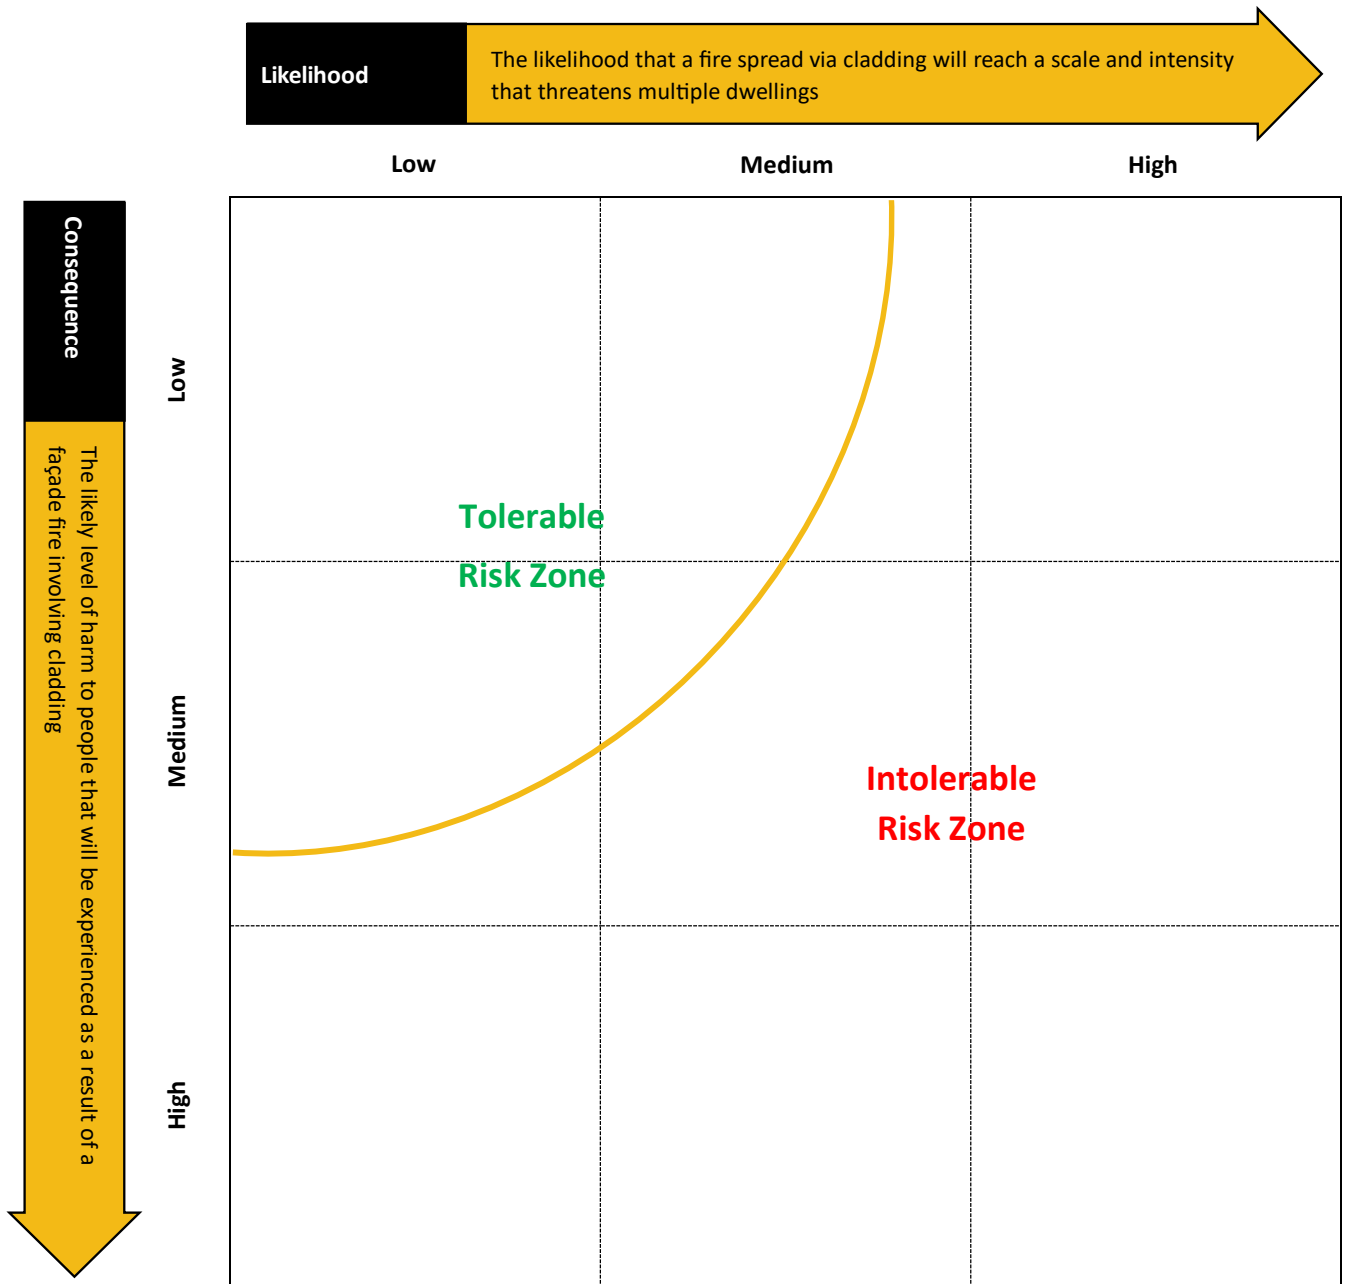 Likelihood
The likelihood that a fire spread via cladding will reach a scale and intensity
that threatens multiple dwellings
Low
Medium
High
Consequence
The likely level of harm to people that will be experienced as a result of a
façade fire involving cladding
Low
Medium
High
Tolerable
Risk Zone
Intolerable
Risk Zone